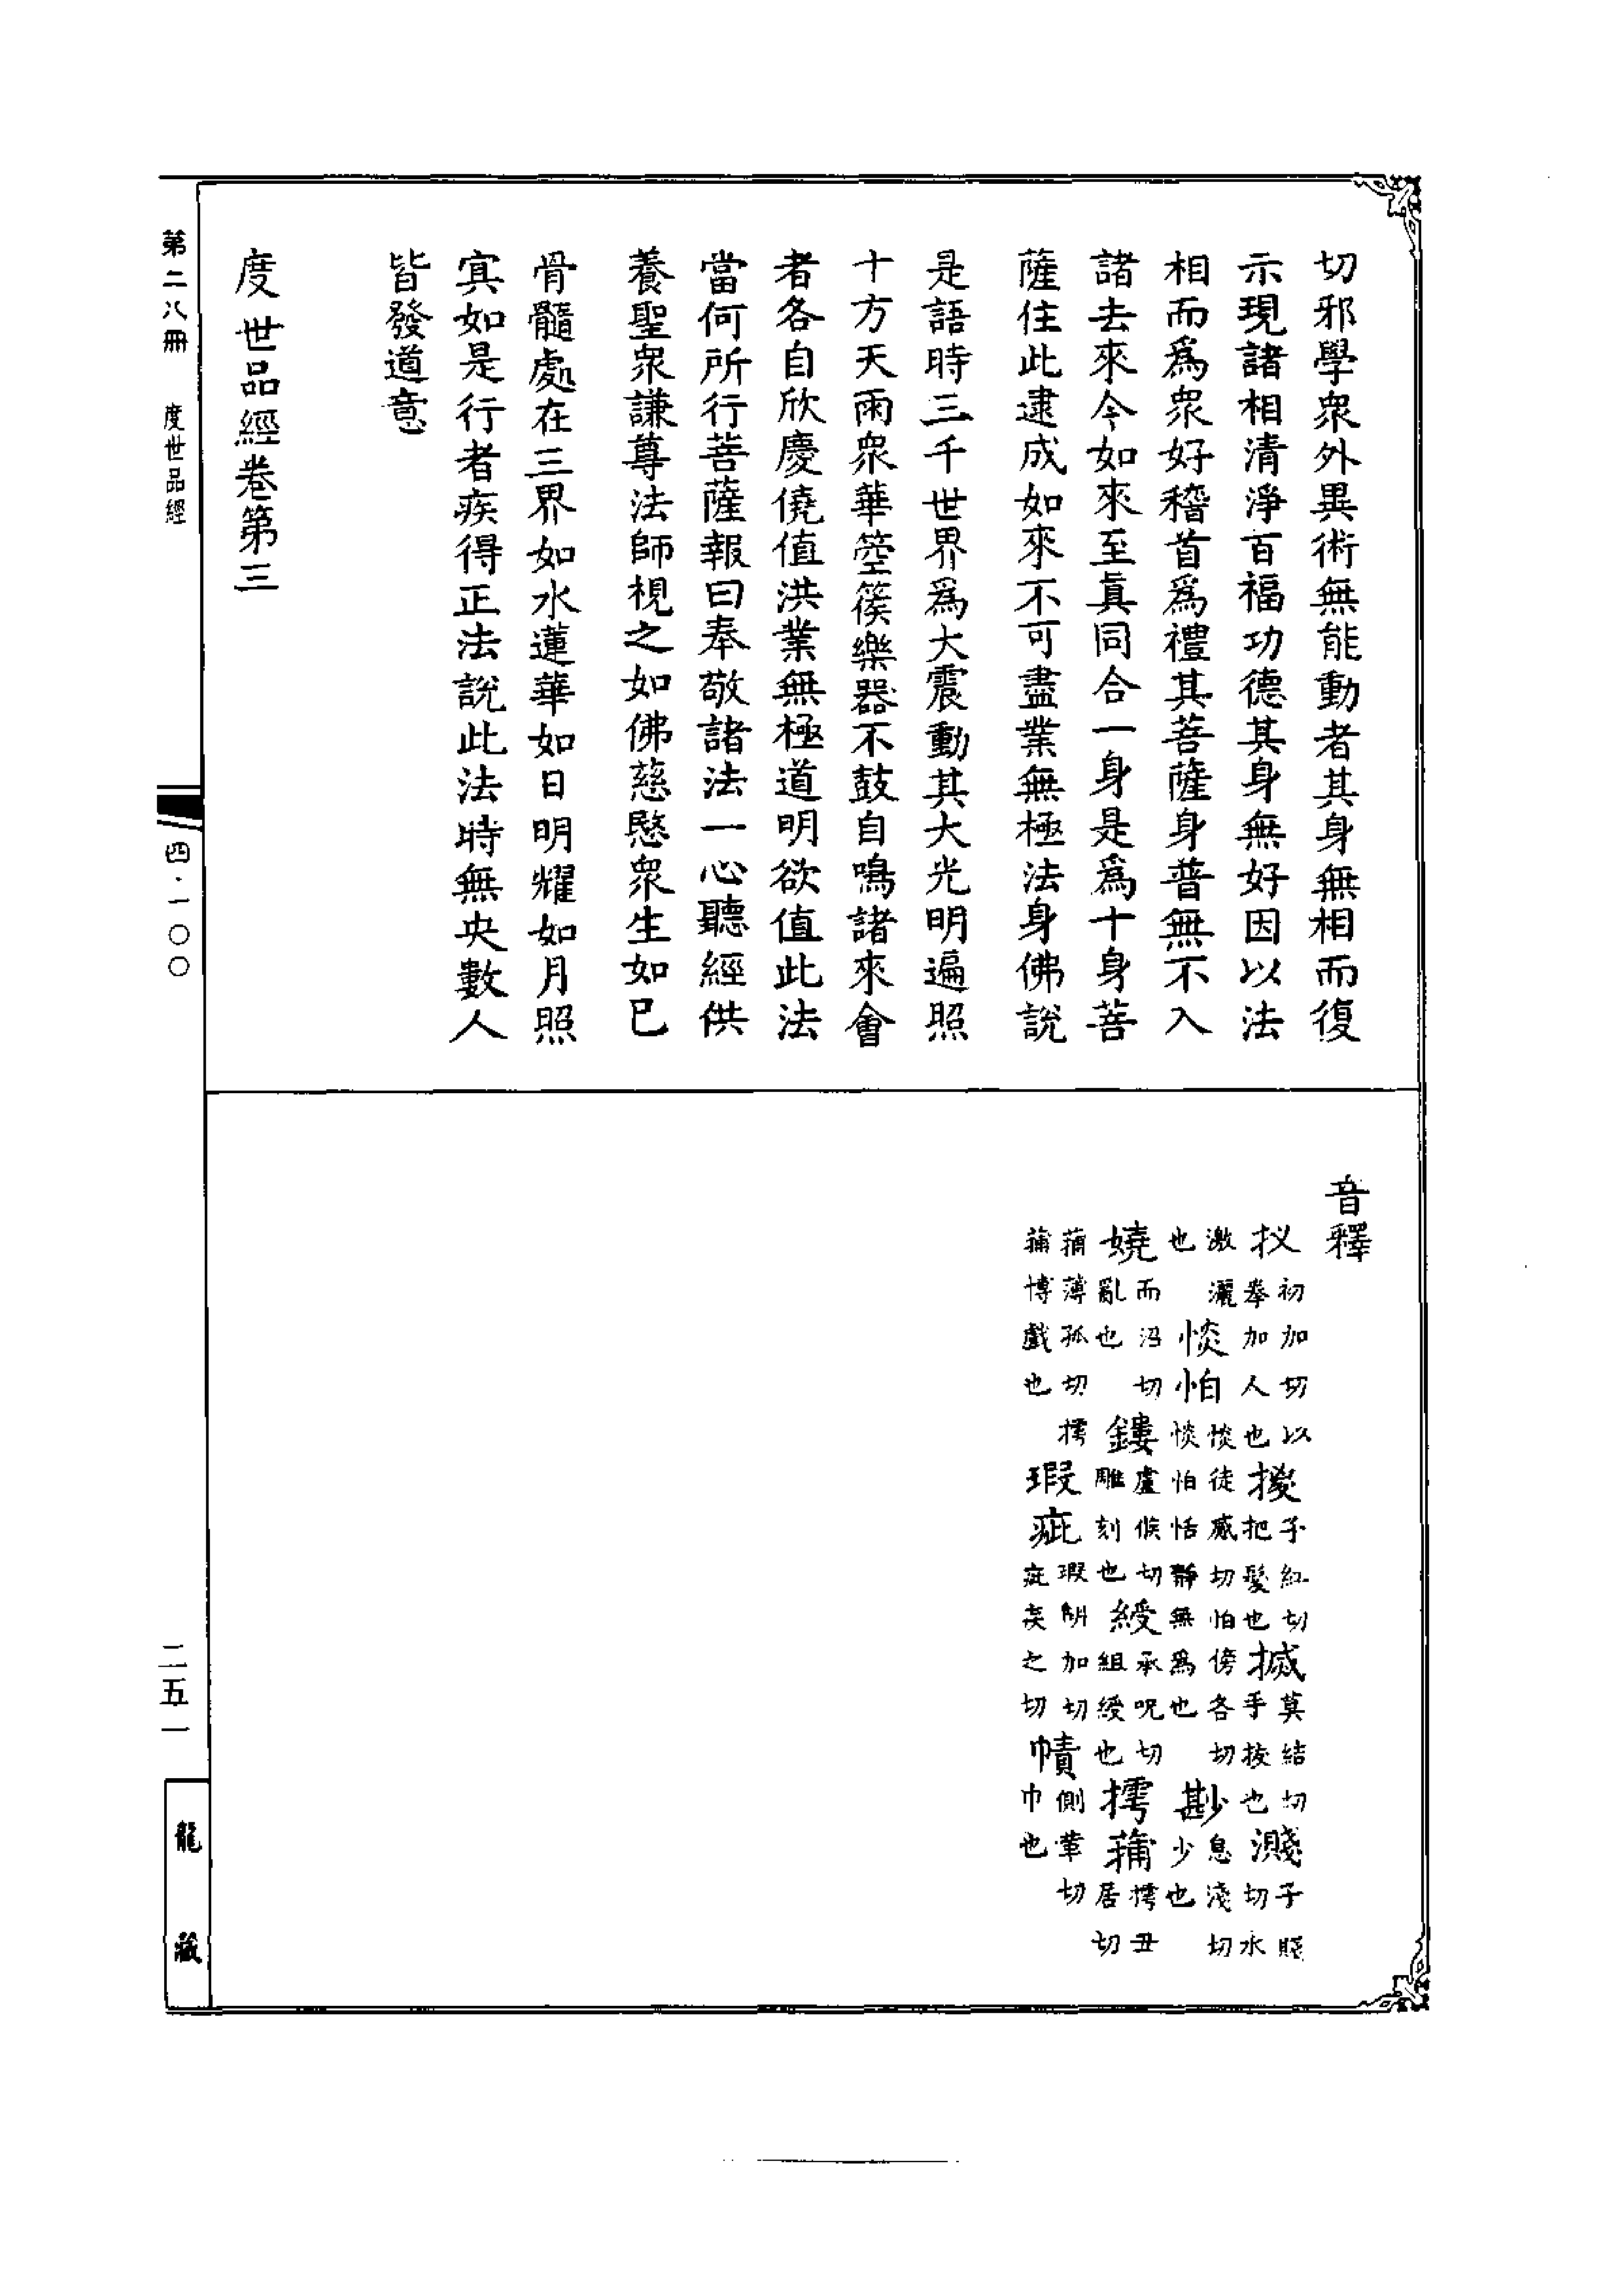 切邪學衆外異術無能動者其身無相而復
示現諸相清淨百福功德其身無好因以法
相而爲衆好稽首爲禮其菩薩身普無不入
諸去來今如來至眞同合一身是爲十身菩
薩住此逮成如來不可盡業無極法身佛說
是語時三千世界爲大震動其大光明遍照
十方天雨衆華箜篌樂器不鼓自鳴諸來會
者各自欣慶僥值洪業無極道明欲值此法
當何所行菩薩報曰奉敬諸法一心聽經供
養聖衆謙尊法師視之如佛慈愍衆生如已
骨髓處在三界如水蓮華如日明耀如月照
冥如是行者疾得正法說此法時無央數人
皆發道意
度世品經卷第三
音釋
扠初加切以拳加人也㨑子紅切把髮也搣莫結切手拔也濺子賤切水
激灑也惔怕惔徒感切怕傍各切惔怕恬靜無爲也尠息淺切少也
嬈而沼切亂也鏤盧候切雕刻也綬承呪切組綬也摴蒱摴丑居切
蒱薄孤切摴蒱博戲也瑕疵瑕胡加切疵疾之切幘側革切巾也
第二八冊 度世品經
四·一〇〇
二五一
龍藏